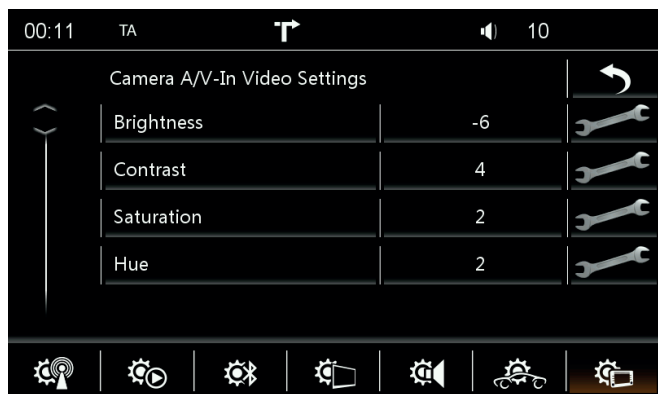 00:11 TA 10
Camera A/V-In Video Settings
Brightness -6
Contrast 4
Saturation 2
Hue 2